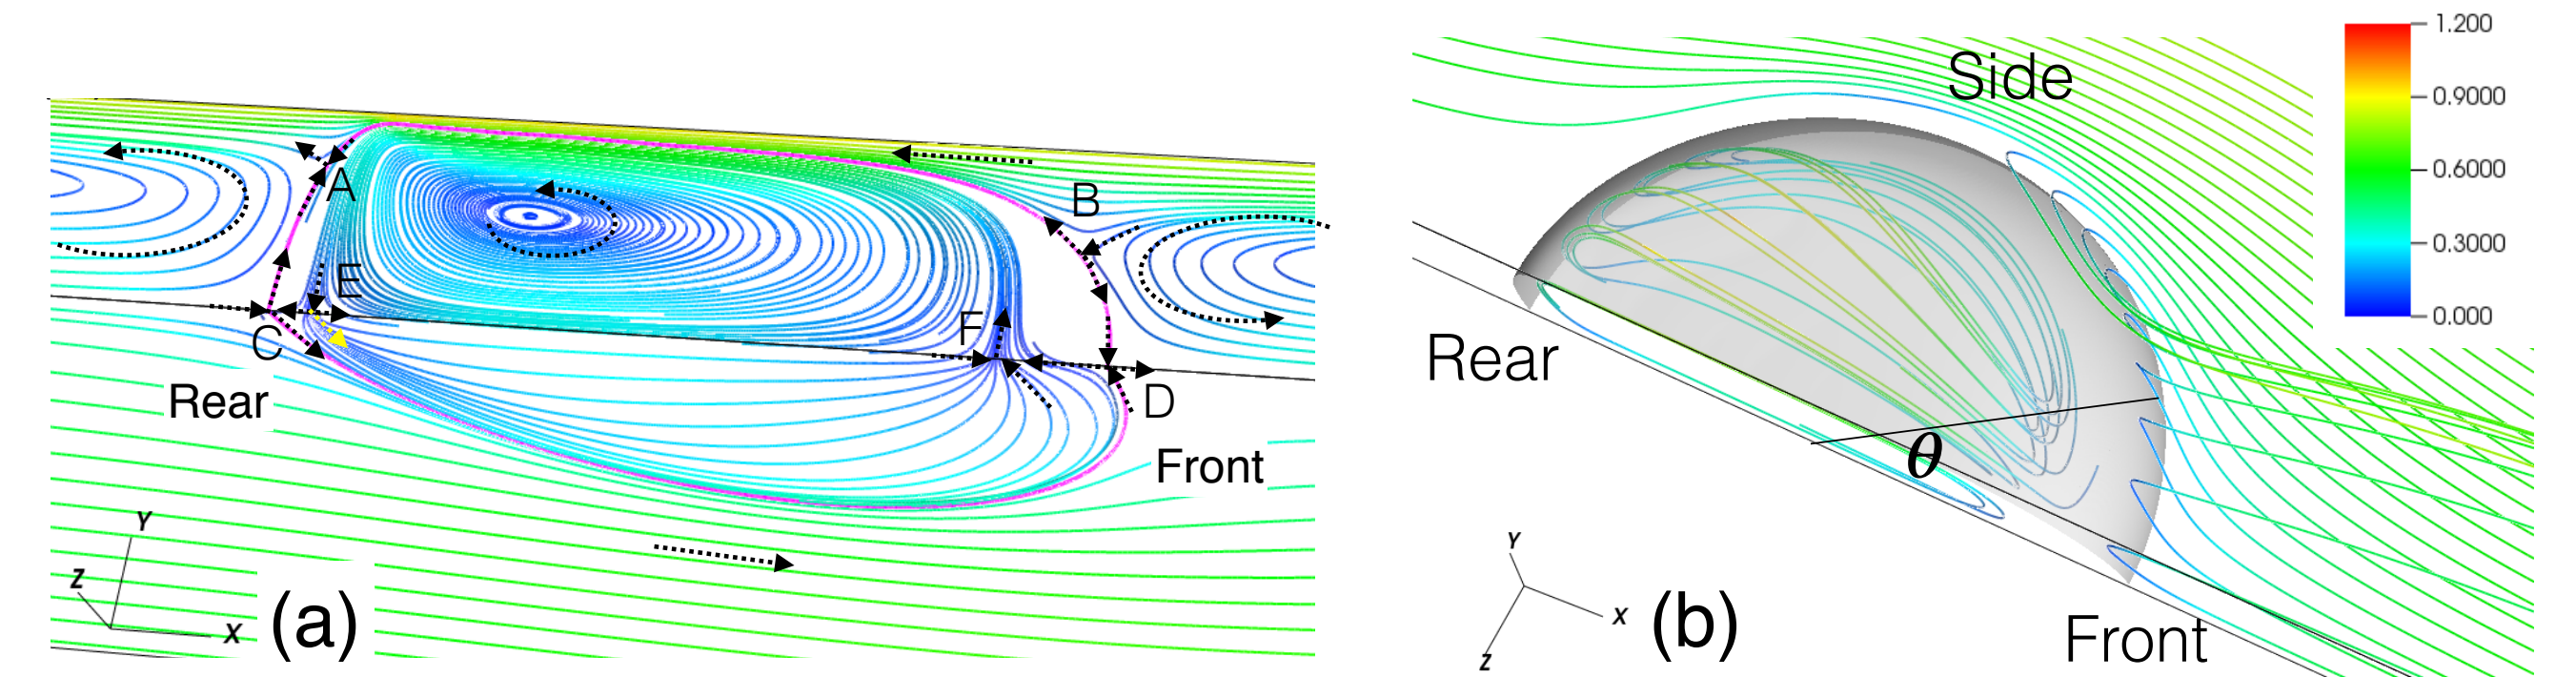 A
B
E
F
C
D
Rear
Front
Y
Z
X
(a)
Side
1.200
0.9000
0.6000
0.3000
0.000
Rear
θ
Y
X
Z
(b)
Front